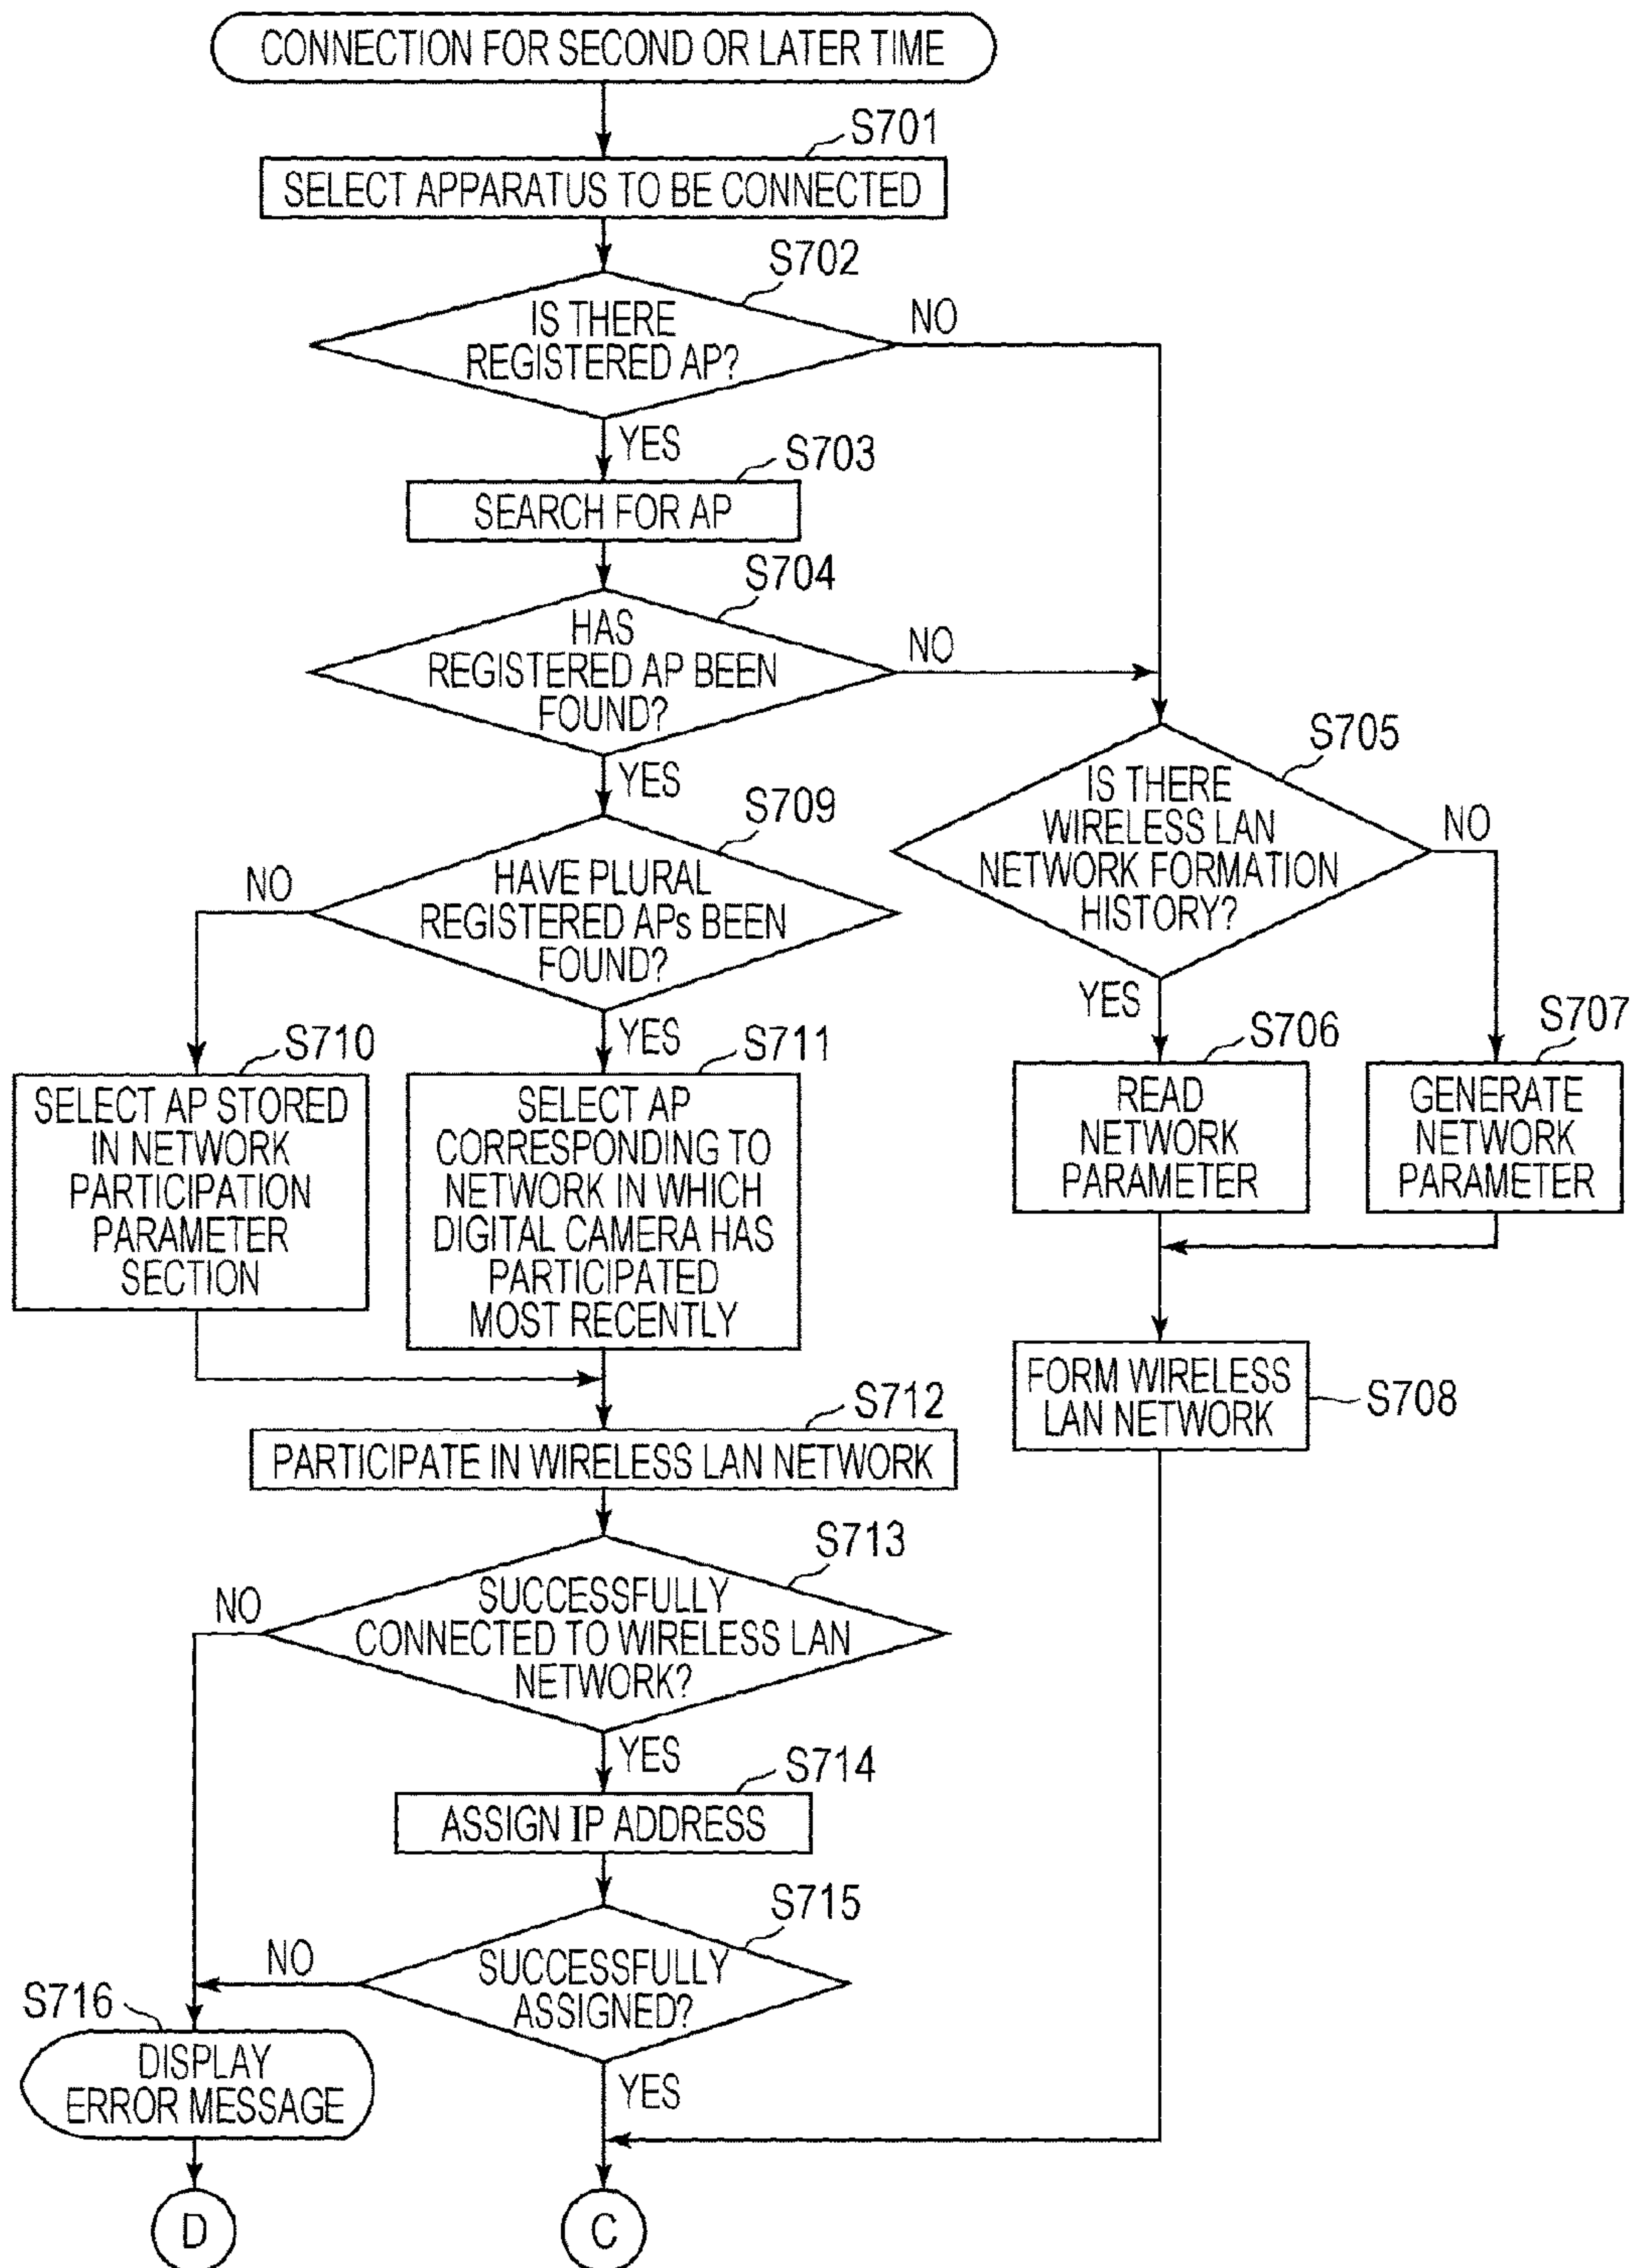 CONNECTION FOR SECOND OR LATER TIME
S701
SELECT APPARATUS TO BE CONNECTED
S702
IS THERE
REGISTERED AP?
NO
YES
S703
SEARCH FOR AP
S704
HAS
REGISTERED AP BEEN
FOUND?
NO
YES
S705
IS THERE
WIRELESS LAN
NETWORK FORMATION
HISTORY?
NO
YES
S709
HAVE PLURAL
REGISTERED APs BEEN
FOUND?
NO
YES
S710
SELECT AP STORED
IN NETWORK
PARTICIPATION
PARAMETER
SECTION
S711
SELECT AP
CORRESPONDING TO
NETWORK IN WHICH
DIGITAL CAMERA HAS
PARTICIPATED
MOST RECENTLY
S706
READ
NETWORK
PARAMETER
S707
GENERATE
NETWORK
PARAMETER
FORM WIRELESS
LAN NETWORK
S708
S712
PARTICIPATE IN WIRELESS LAN NETWORK
S713
SUCCESSFULLY
CONNECTED TO WIRELESS LAN
NETWORK?
NO
YES
S714
ASSIGN IP ADDRESS
S715
SUCCESSFULLY
ASSIGNED?
NO
YES
S716
DISPLAY
ERROR MESSAGE
D
C